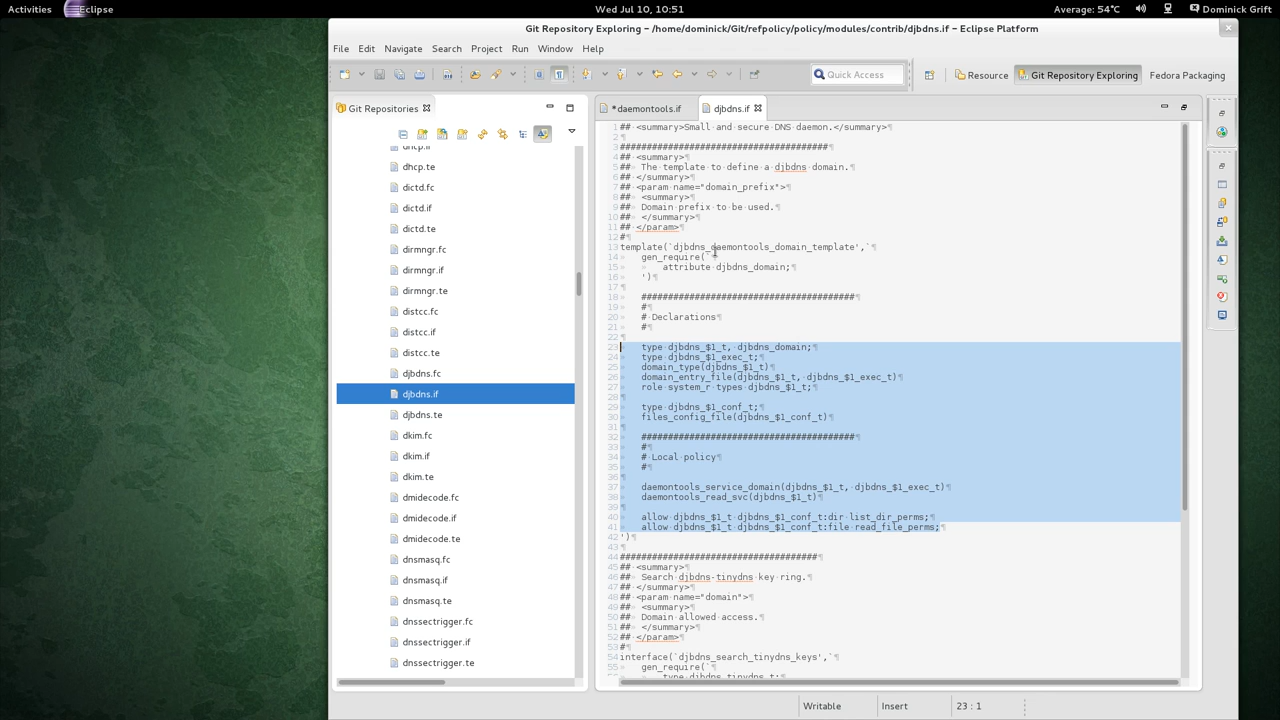 Activities Eclipse Wed Jul 10, 10:51 Average: 54°C Dominick Grift
Git Repository Exploring – /home/dominick/Git/refpolicy/policy/modules/contrib/djbdns.if – Eclipse Platform
File Edit Navigate Search Project Run Window Help
Quick Access Resource Git Repository Exploring Fedora Packaging
Git Repositories
dhcp.if
dhcp.te
dictd.fc
dictd.if
dictd.te
dirmngr.fc
dirmngr.if
dirmngr.te
distcc.fc
distcc.if
distcc.te
djbdns.fc
djbdns.if
djbdns.te
dkim.fc
dkim.if
dkim.te
dmidecode.fc
dmidecode.if
dmidecode.te
dnsmasq.fc
dnsmasq.if
dnsmasq.te
dnssectrigger.fc
dnssectrigger.if
dnssectrigger.te
*daemontools.if djbdns.if
1 ## <summary>Small and secure DNS daemon.</summary>¶
2 ¶
3 #######################################¶
4 ## <summary>¶
5 ##» The template to define a djbdns domain.¶
6 ## </summary>¶
7 ## <param name="domain_prefix">¶
8 ##» <summary>¶
9 ##» Domain prefix to be used.¶
10 ##» </summary>¶
11 ## </param>¶
12 #¶
13 template(`djbdns_daemontools_domain_template',`¶
14 » gen_require(`¶
15 » » attribute djbdns_domain;¶
16 » ')¶
17 ¶
18 » ########################################¶
19 » #¶
20 » # Declarations¶
21 » #¶
22 ¶
23 » type djbdns_$1_t, djbdns_domain;¶
24 » type djbdns_$1_exec_t;¶
25 » domain_type(djbdns_$1_t)¶
26 » domain_entry_file(djbdns_$1_t, djbdns_$1_exec_t)¶
27 » role system_r types djbdns_$1_t;¶
28 ¶
29 » type djbdns_$1_conf_t;¶
30 » files_config_file(djbdns_$1_conf_t)¶
31 ¶
32 » ########################################¶
33 » #¶
34 » # Local policy¶
35 » #¶
36 ¶
37 » daemontools_service_domain(djbdns_$1_t, djbdns_$1_exec_t)¶
38 » daemontools_read_svc(djbdns_$1_t)¶
39 ¶
40 » allow djbdns_$1_t djbdns_$1_conf_t:dir list_dir_perms;¶
41 » allow djbdns_$1_t djbdns_$1_conf_t:file read_file_perms;¶
42 ')¶
43 ¶
44 #####################################¶
45 ## <summary>¶
46 ##» Search djbdns-tinydns key ring.¶
47 ## </summary>¶
48 ## <param name="domain">¶
49 ##» <summary>¶
50 ##» Domain allowed access.¶
51 ##» </summary>¶
52 ## </param>¶
53 #¶
54 interface(`djbdns_search_tinydns_keys',`¶
55 » gen_require(`¶
» » type djbdns_tinydns_t;¶
Writable Insert 23 : 1